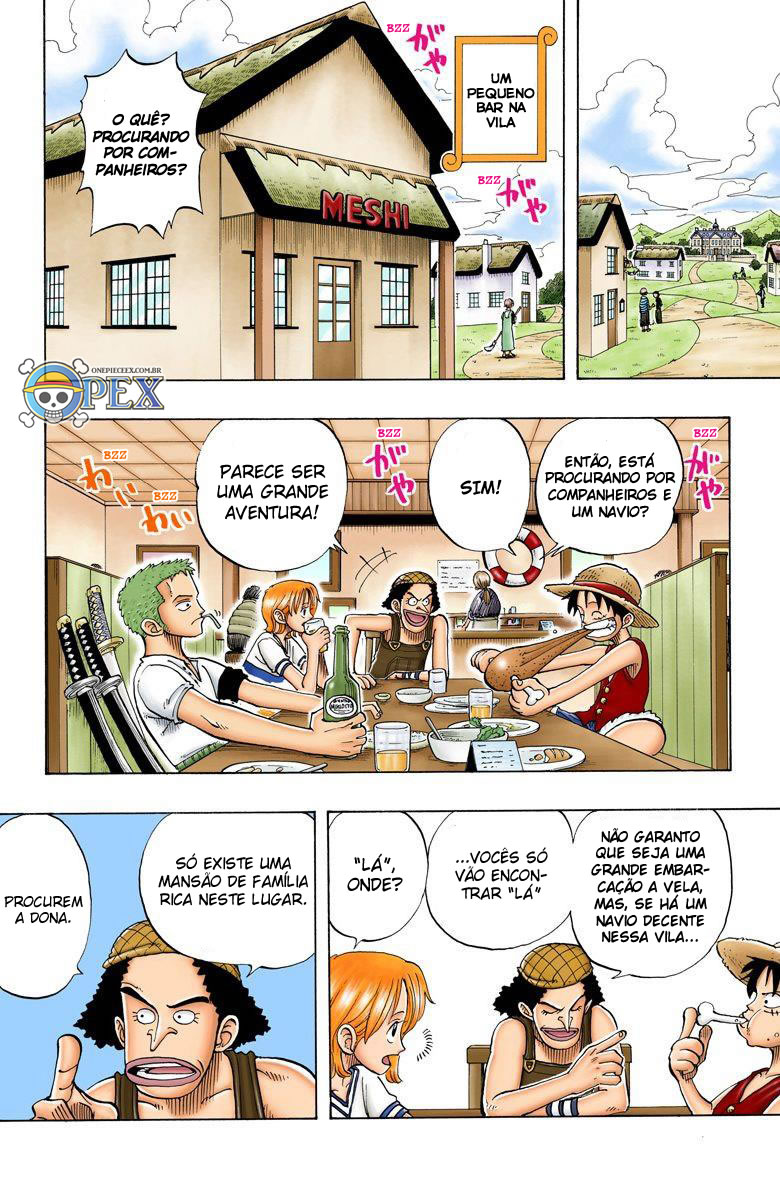 UM
PEQUENO
BAR NA
VILA
BZZ
ガヤ
BZZ
ガヤ
O QUÊ?
PROCURANDO
POR COM-
PANHEIROS?
MESHI
ONEPIECEEX.COM.BR
OPEX
BZZ
ガヤ
ENTÃO, ESTÁ
PROCURANDO POR
COMPANHEIROS E
UM NAVIO?
SIM!
BZZ
ガヤ
PARECE SER
UMA GRANDE
AVENTURA!
BZZ
わい
BZZ
わい
NÃO GARANTO
QUE SEJA UMA
GRANDE EMBAR-
CAÇÃO A VELA,
MAS, SE HÁ UM
NAVIO DECENTE
NESSA VILA...
...VOCÊS SÓ
VÃO ENCON-
TRAR "LÁ"
"LÁ",
ONDE?
SÓ EXISTE UMA
MANSÃO DE FAMÍLIA
RICA NESTE LUGAR.
PROCUREM
A DONA.